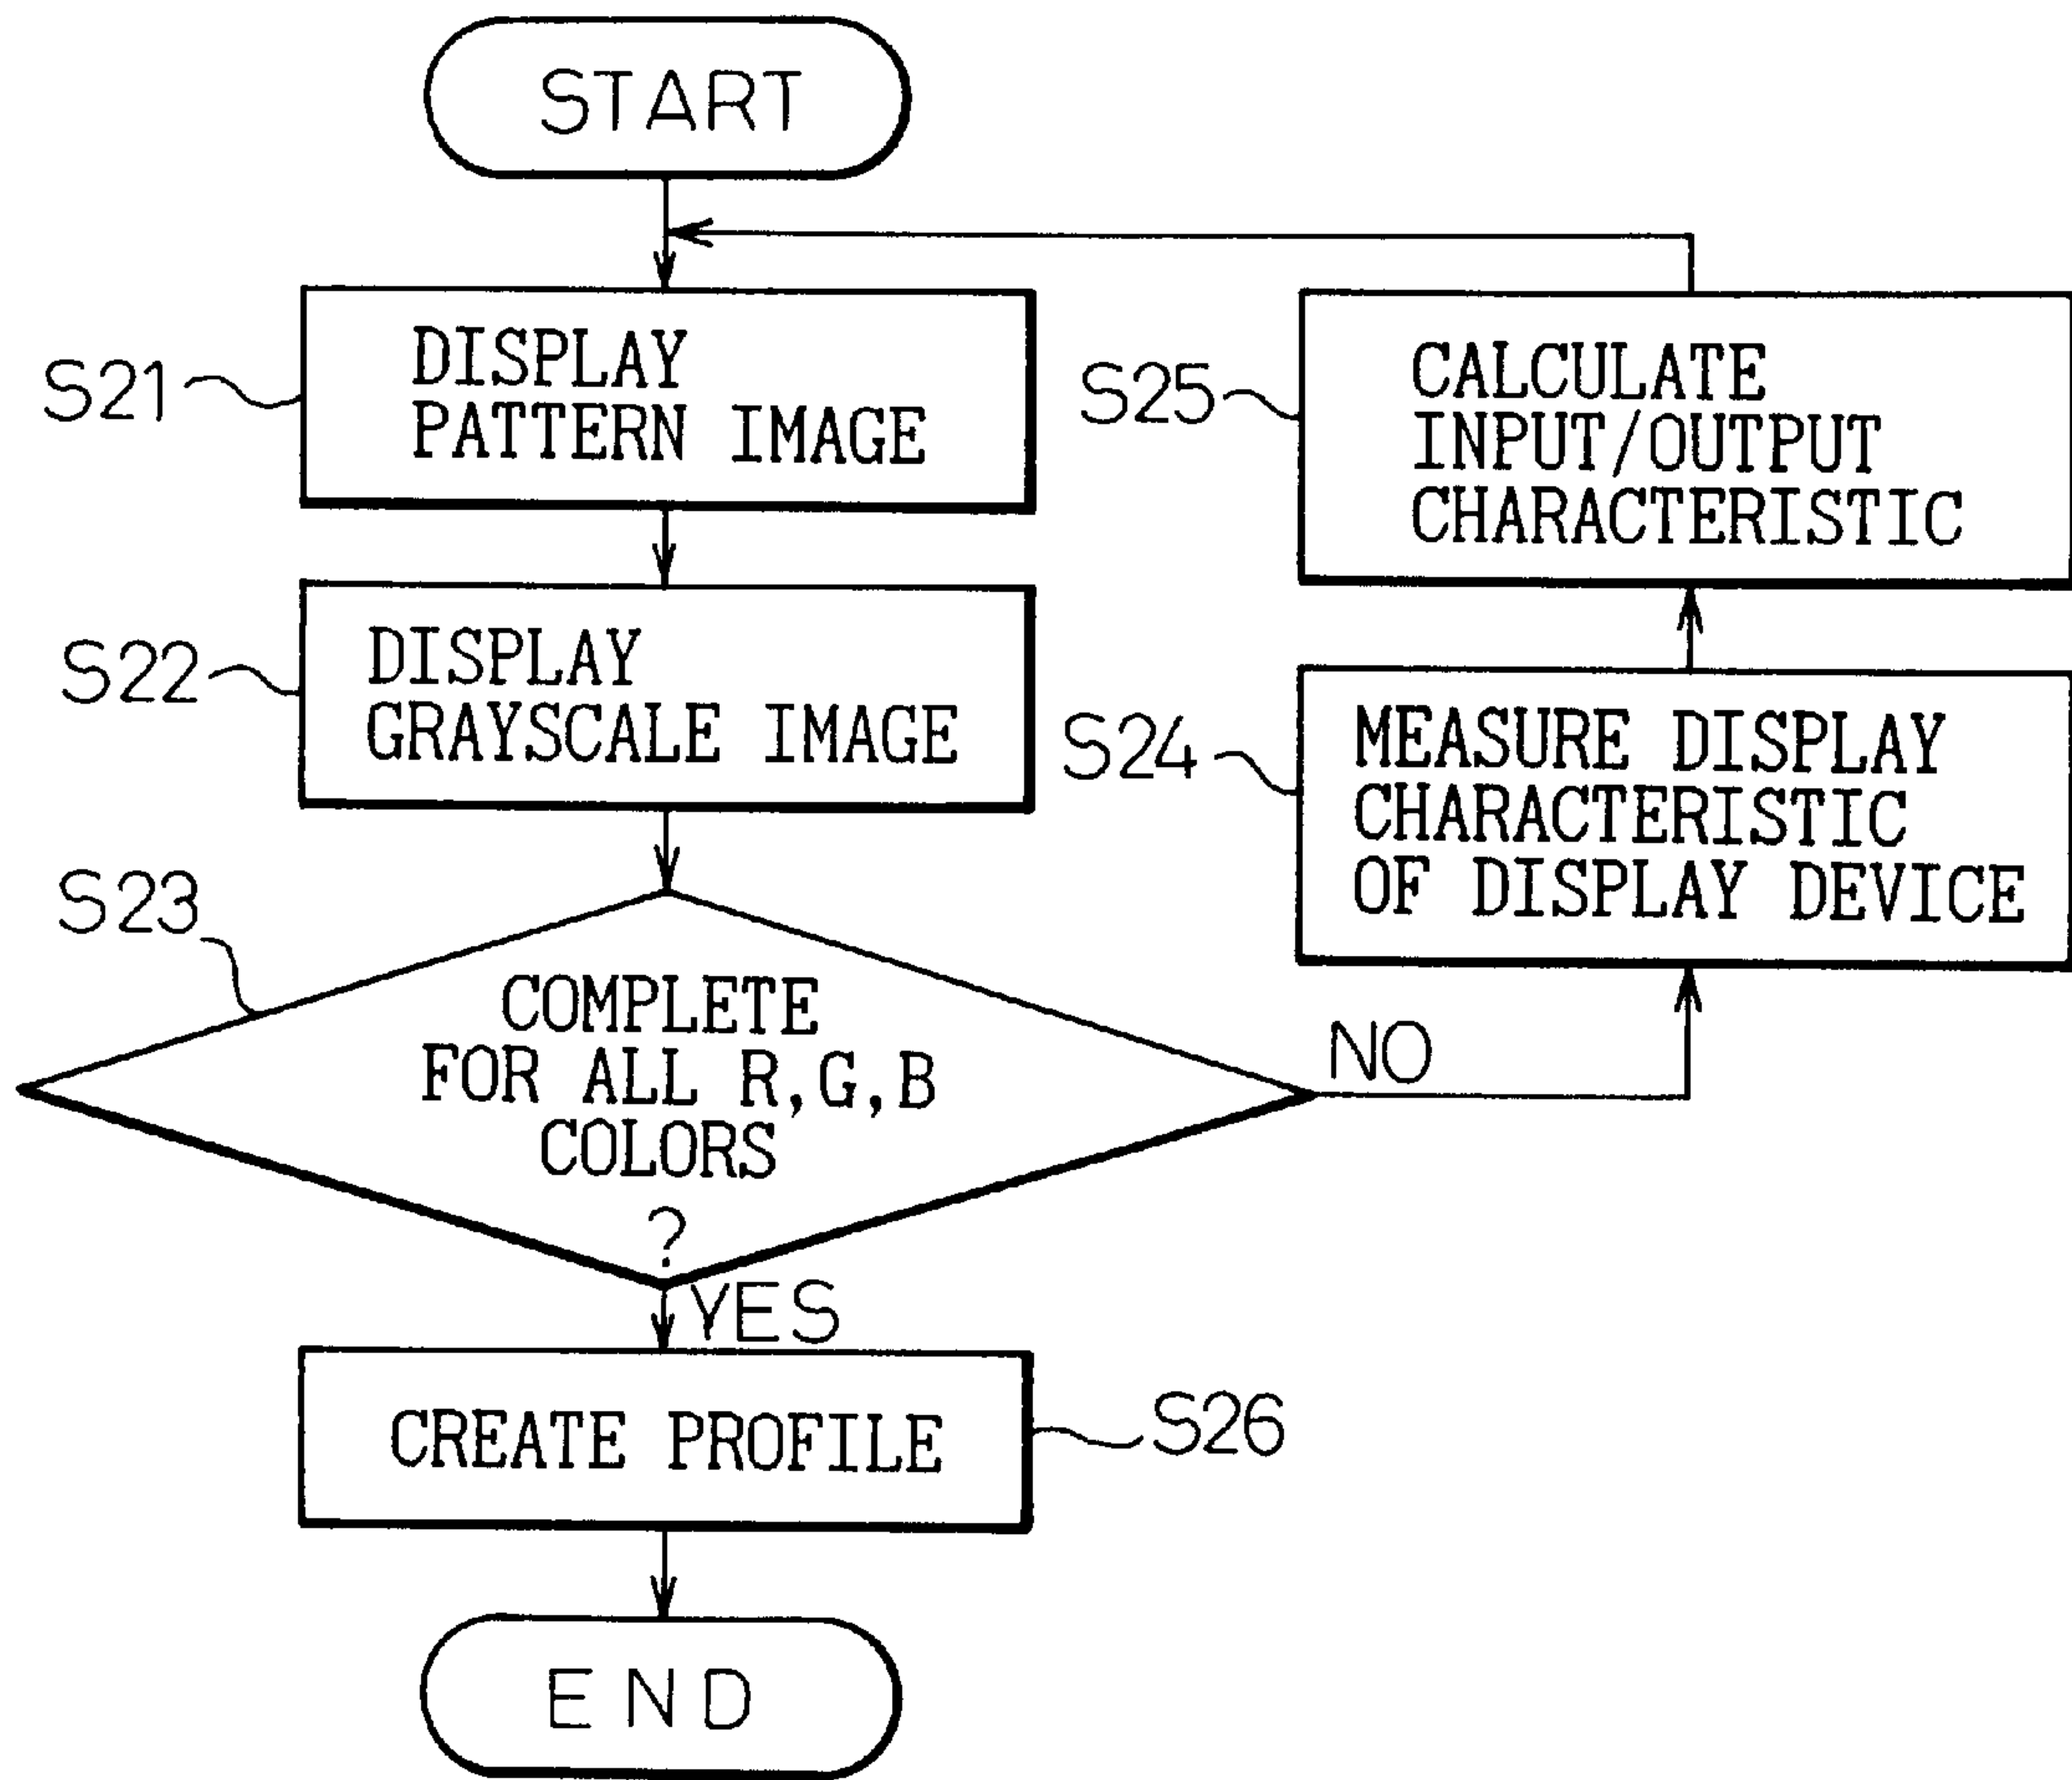 START
S21
DISPLAY
PATTERN IMAGE
S22
DISPLAY
GRAYSCALE IMAGE
S23
COMPLETE
FOR ALL R,G,B
COLORS
?
NO
YES
S24
MEASURE DISPLAY
CHARACTERISTIC
OF DISPLAY DEVICE
S25
CALCULATE
INPUT/OUTPUT
CHARACTERISTIC
CREATE PROFILE
S26
END